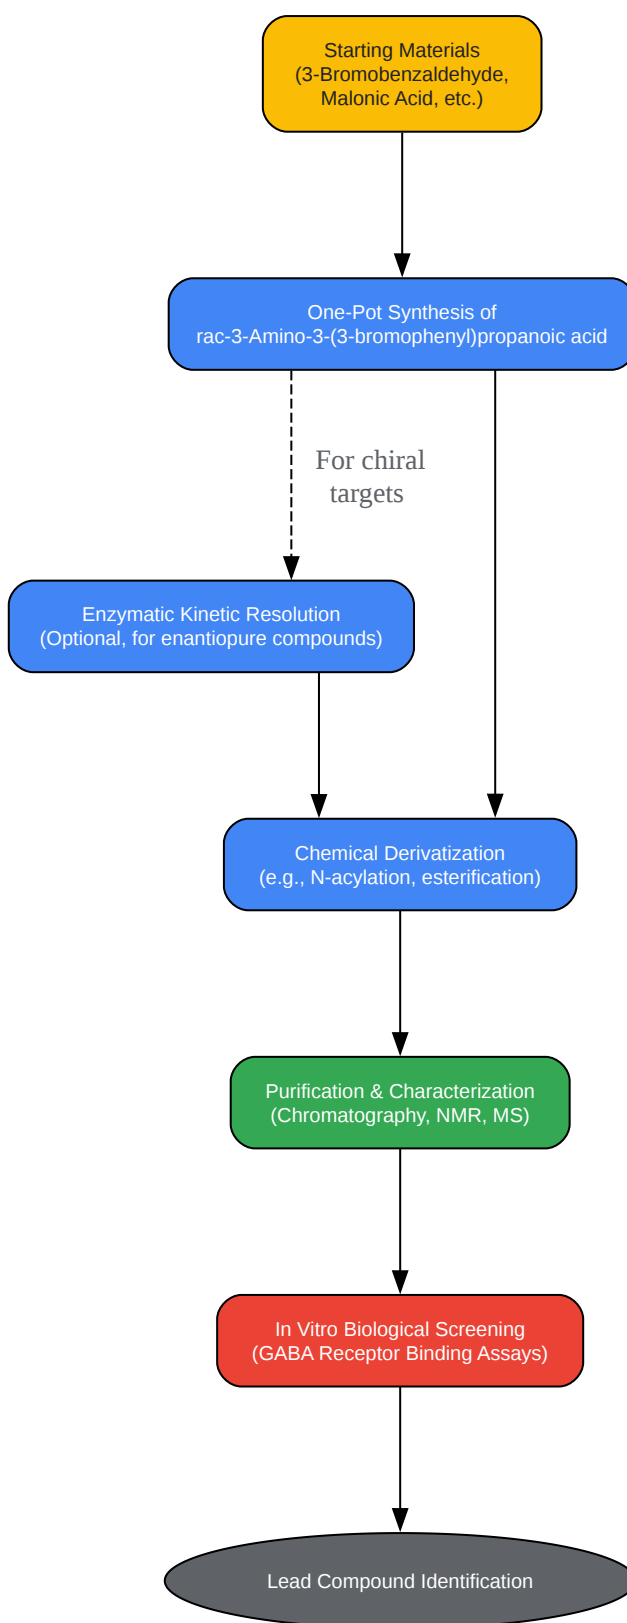 Starting Materials
(3-Bromobenzaldehyde,
Malonic Acid, etc.)
One-Pot Synthesis of
rac-3-Amino-3-(3-bromophenyl)propanoic acid
For chiral
targets
Enzymatic Kinetic Resolution
(Optional, for enantiopure compounds)
Chemical Derivatization
(e.g., N-acylation, esterification)
Purification & Characterization
(Chromatography, NMR, MS)
In Vitro Biological Screening
(GABA Receptor Binding Assays)
Lead Compound Identification